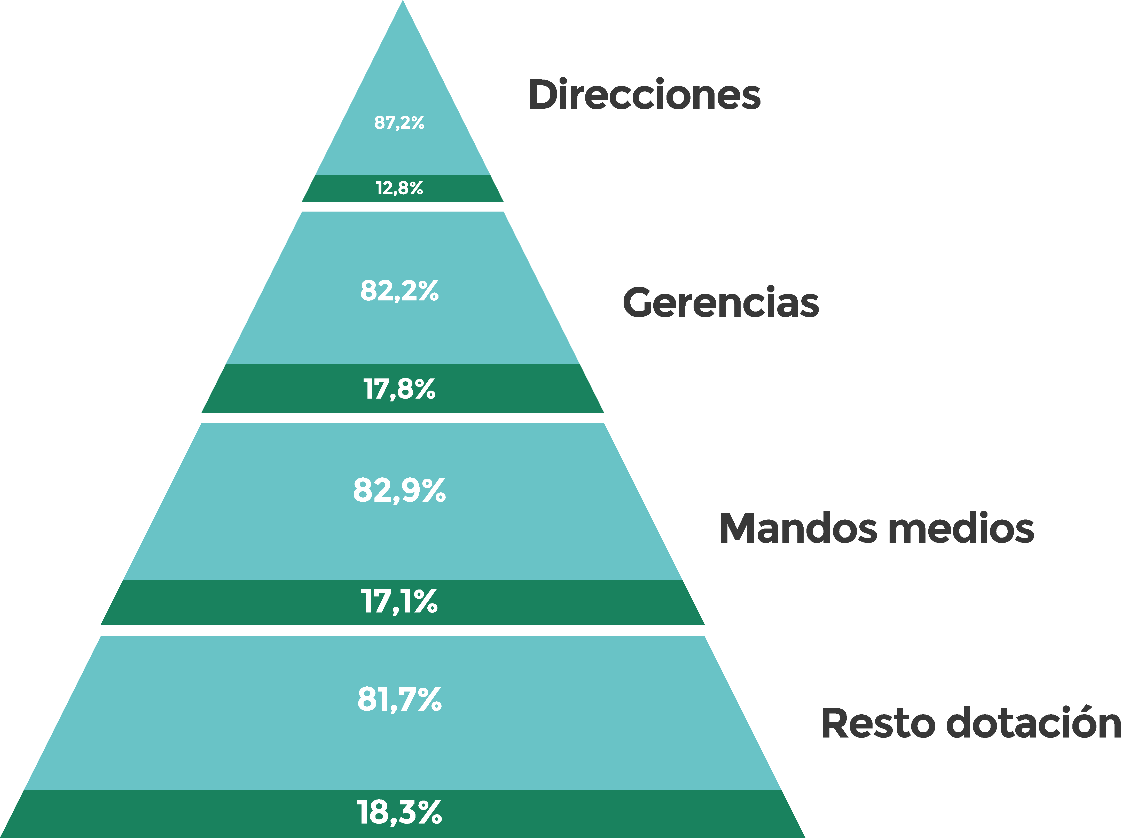 Direcciones
87,2%
12,8%
82,2%
Gerencias
17,8%
82,9%
Mandos medios
17,1%
81,7%
Resto dotación
18,3%